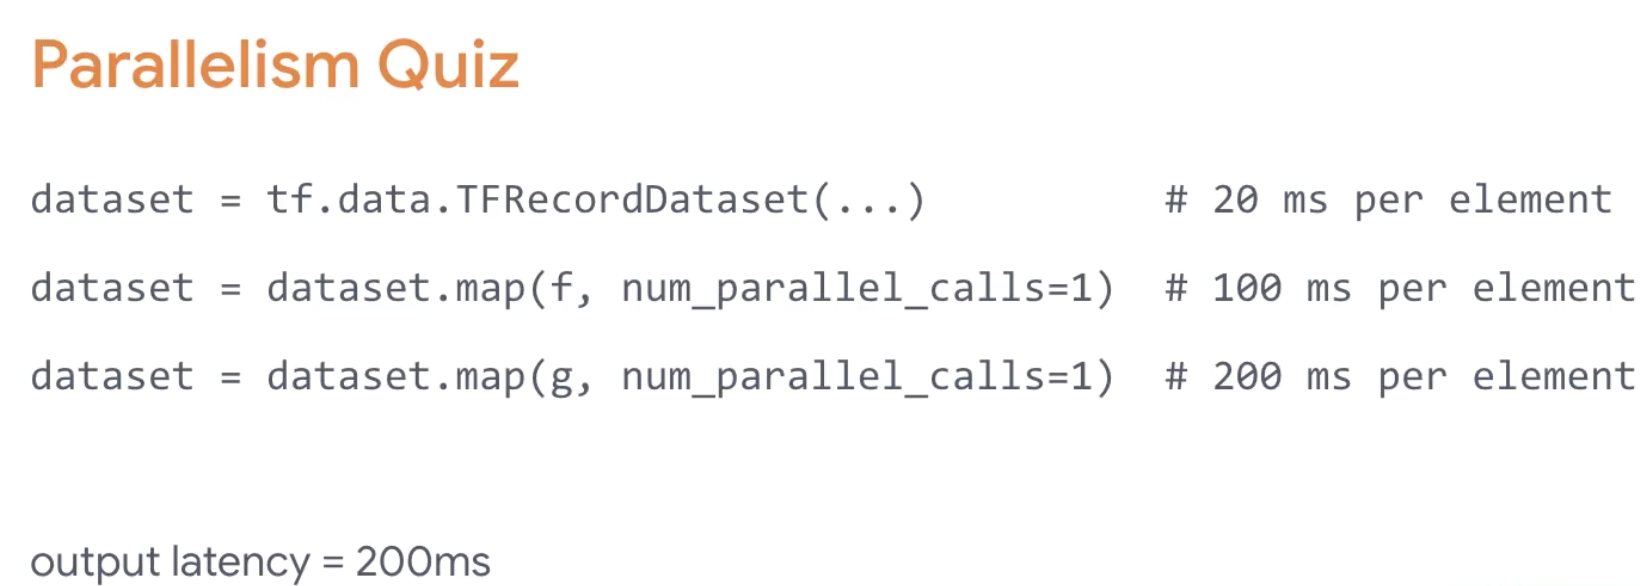 Parallelism Quiz
dataset = tf.data.TFRecordDataset(...)          # 20 ms per element
dataset = dataset.map(f, num_parallel_calls=1)  # 100 ms per element
dataset = dataset.map(g, num_parallel_calls=1)  # 200 ms per element
output latency = 200ms